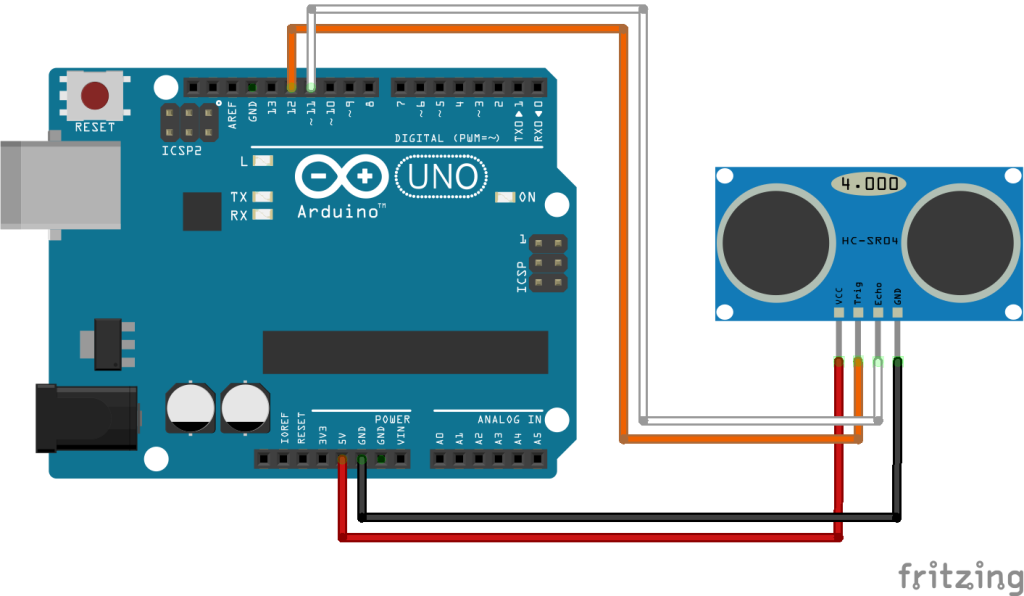 RESET
ICSP2
AREF
GND
13
12
~11
~10
~9
8
7
~6
~5
4
~3
2
TX0▶1
RX0◀0
DIGITAL (PWM=~)
L
TX
RX
UNO
ON
Arduino™
1
ICSP
IOREF
RESET
3V3
5V
GND
GND
VIN
POWER
ANALOG IN
A0
A1
A2
A3
A4
A5
4.000
HC-SR04
VCC
Trig
Echo
GND
fritzing